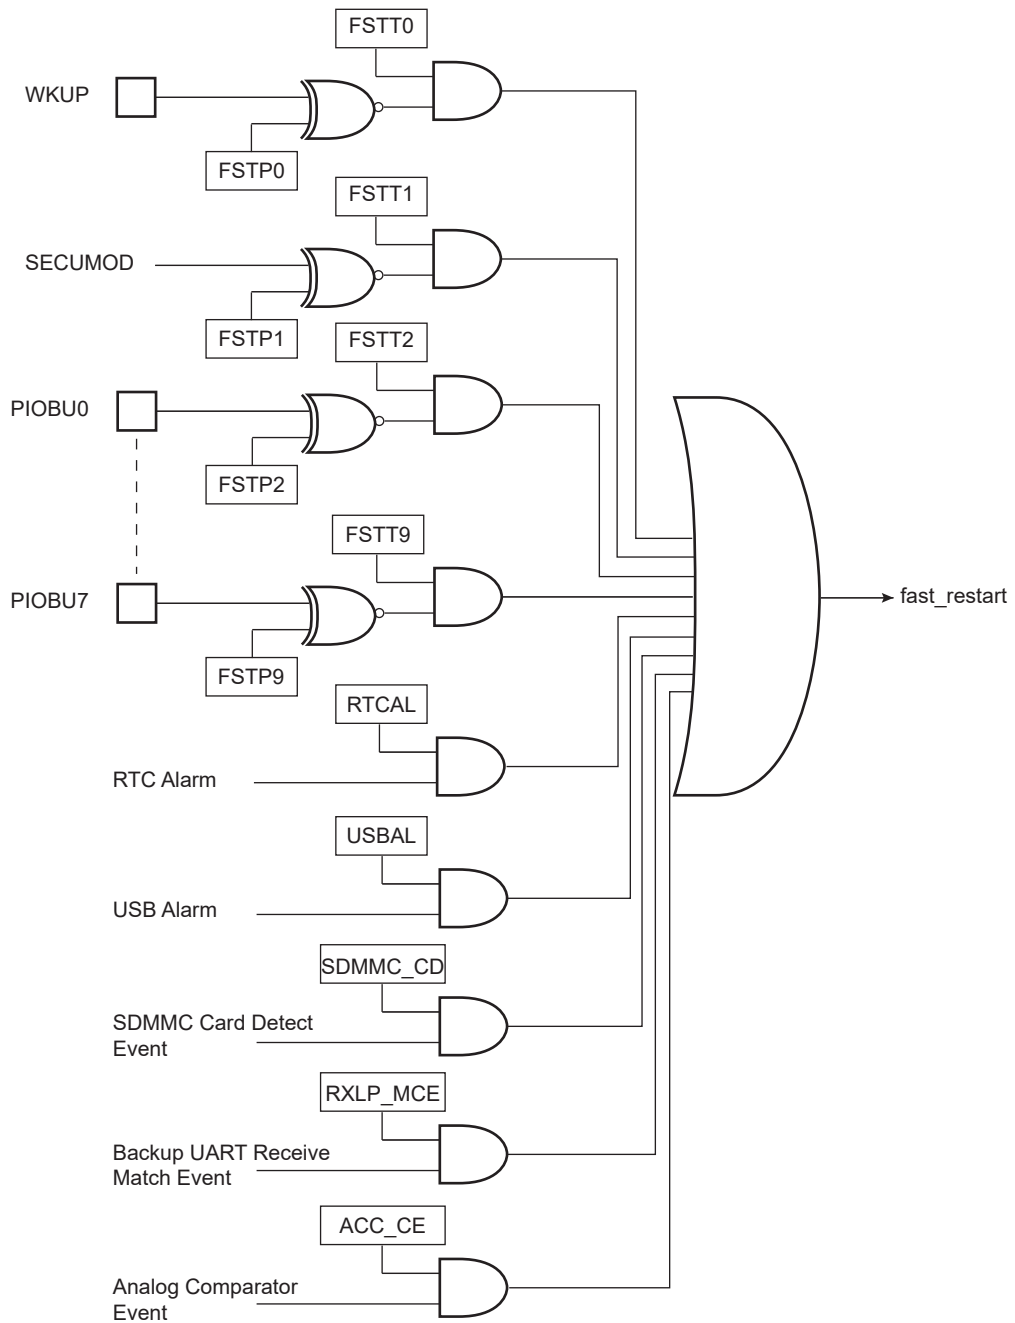 FSTT0
WKUP
FSTP0
FSTT1
SECUMOD
FSTP1
FSTT2
PIOBU0
FSTP2
FSTT9
fast_restart
PIOBU7
FSTP9
RTCAL
RTC Alarm
USBAL
USB Alarm
SDMMC_CD
SDMMC Card Detect
Event
RXLP_MCE
Backup UART Receive
Match Event
ACC_CE
Analog Comparator
Event